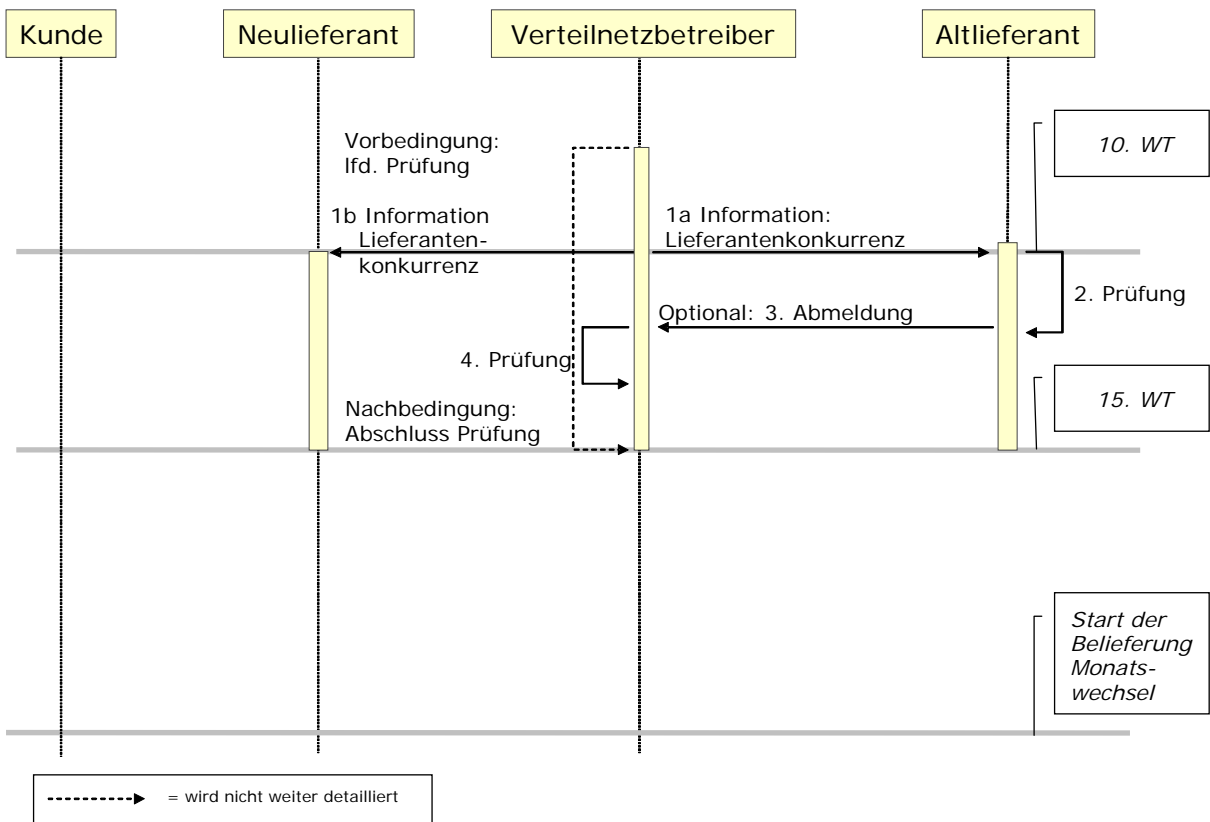 Kunde
Neulieferant
Verteilnetzbetreiber
Altlieferant
Vorbedingung:
lfd. Prüfung
10. WT
1b Information
Lieferanten-
konkurrenz
1a Information:
Lieferantenkonkurrenz
2. Prüfung
Optional: 3. Abmeldung
4. Prüfung
15. WT
Nachbedingung:
Abschluss Prüfung
Start der
Belieferung
Monats-
wechsel
= wird nicht weiter detailliert